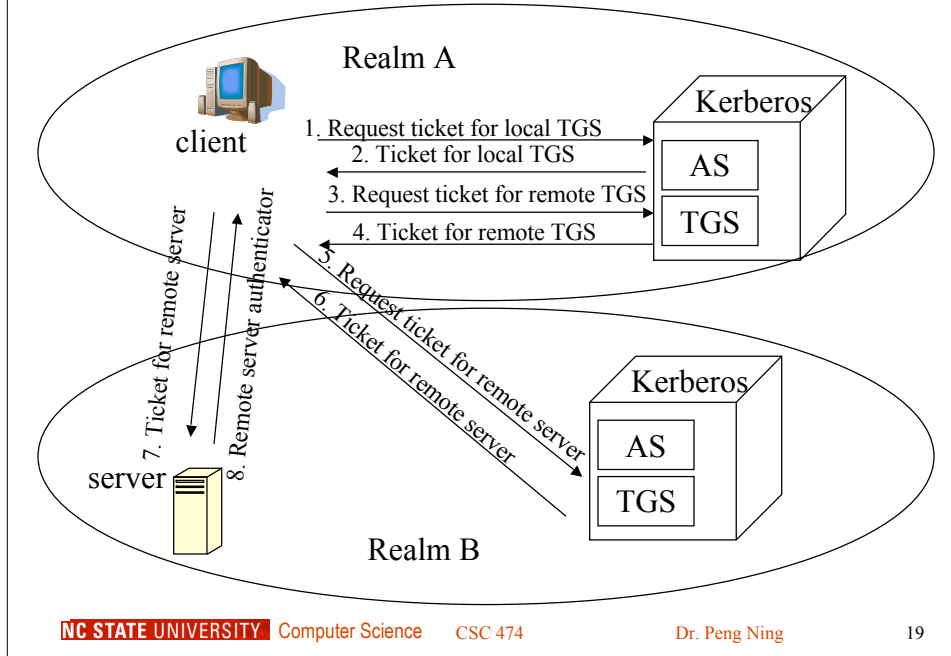 Realm A
client
Kerberos
AS
TGS
1. Request ticket for local TGS
2. Ticket for local TGS
3. Request ticket for remote TGS
4. Ticket for remote TGS
5. Request ticket for remote server
6. Ticket for remote server
7. Ticket for remote server
8. Remote server authenticator
Kerberos
AS
TGS
server
Realm B
NC STATE UNIVERSITY Computer Science CSC 474 Dr. Peng Ning 19